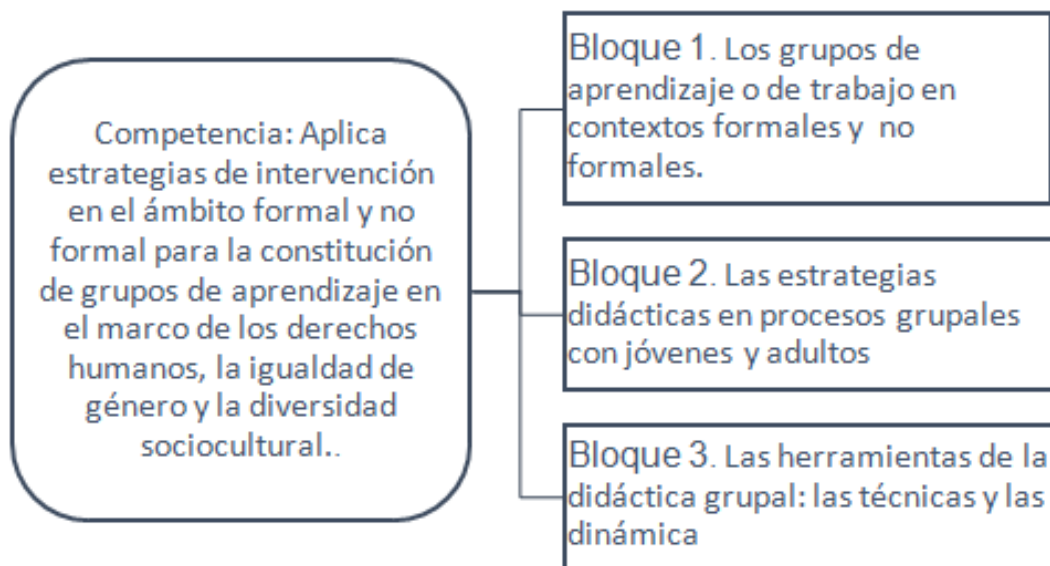 Competencia: Aplica
estrategias de intervención
en el ámbito formal y no
formal para la constitución
de grupos de aprendizaje en
el marco de los derechos
humanos, la igualdad de
género y la diversidad
sociocultural..
Bloque 1. Los grupos de
aprendizaje o de trabajo en
contextos formales y no
formales.
Bloque 2. Las estrategias
didácticas en procesos grupales
con jóvenes y adultos
Bloque 3. Las herramientas de la
didáctica grupal: las técnicas y las
dinámica